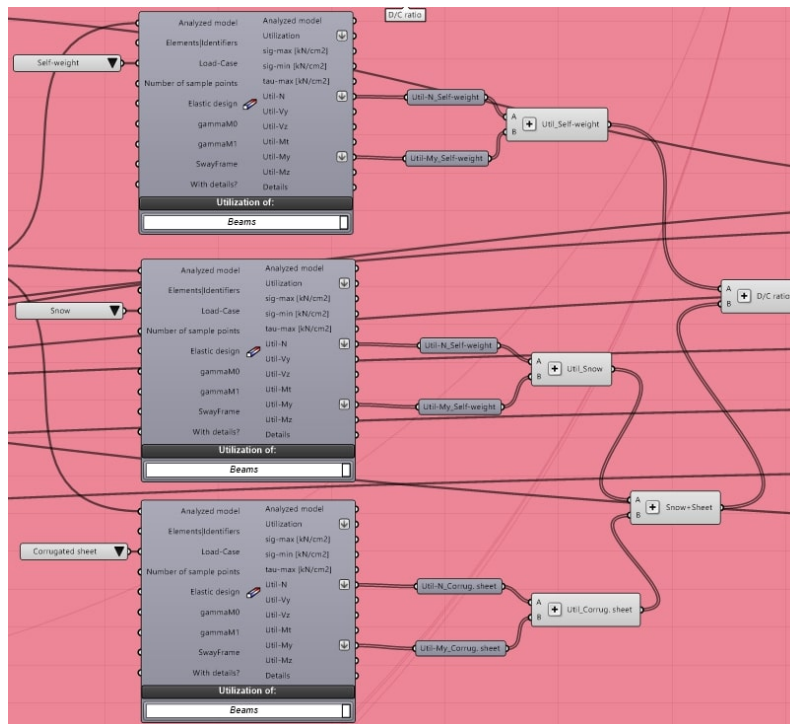 D/C ratio
Analyzed model
Elements|Identifiers
Load-Case
Number of sample points
Elastic design
gammaM0
gammaM1
SwayFrame
With details?
Analyzed model
Utilization
sig-max [kN/cm2]
sig-min [kN/cm2]
tau-max [kN/cm2]
Util-N
Util-Vy
Util-Vz
Util-Mt
Util-My
Util-Mz
Details
Utilization of:
Beams
Self-weight
Util-N_Self-weight
Util-My_Self-weight
A
B
Util_Self-weight
Analyzed model
Elements|Identifiers
Load-Case
Number of sample points
Elastic design
gammaM0
gammaM1
SwayFrame
With details?
Analyzed model
Utilization
sig-max [kN/cm2]
sig-min [kN/cm2]
tau-max [kN/cm2]
Util-N
Util-Vy
Util-Vz
Util-Mt
Util-My
Util-Mz
Details
Utilization of:
Beams
Snow
Util-N_Self-weight
Util-My_Self-weight
A
B
Util_Snow
A
B
D/C ratio
Analyzed model
Elements|Identifiers
Load-Case
Number of sample points
Elastic design
gammaM0
gammaM1
SwayFrame
With details?
Analyzed model
Utilization
sig-max [kN/cm2]
sig-min [kN/cm2]
tau-max [kN/cm2]
Util-N
Util-Vy
Util-Vz
Util-Mt
Util-My
Util-Mz
Details
Utilization of:
Beams
Corrugated sheet
Util-N_Corrug. sheet
Util-My_Corrug. sheet
A
B
Util_Corrug. sheet
A
B
Snow+Sheet